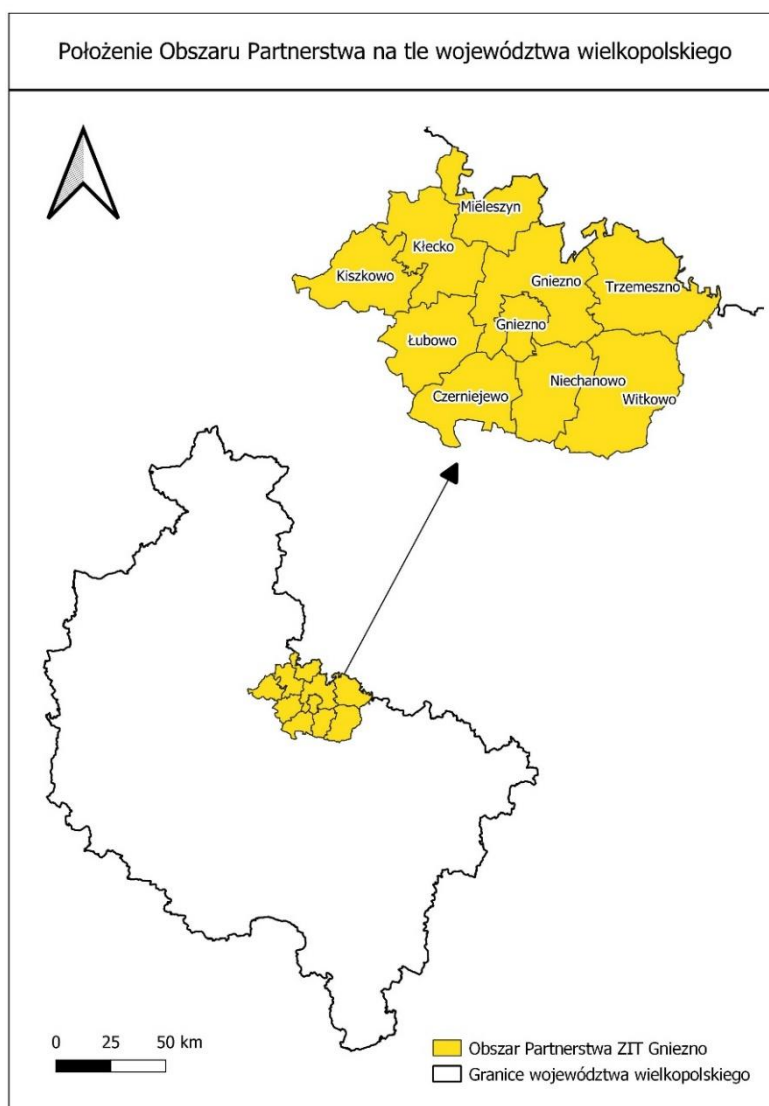 Położenie Obszaru Partnerstwa na tle województwa wielkopolskiego
Mieleszyn
Kłecko
Kiszkowo
Gniezno
Trzemeszno
Gniezno
Łubowo
Niechanowo
Czerniejewo
Witkowo
0 25 50 km
Obszar Partnerstwa ZIT Gniezno
Granice województwa wielkopolskiego